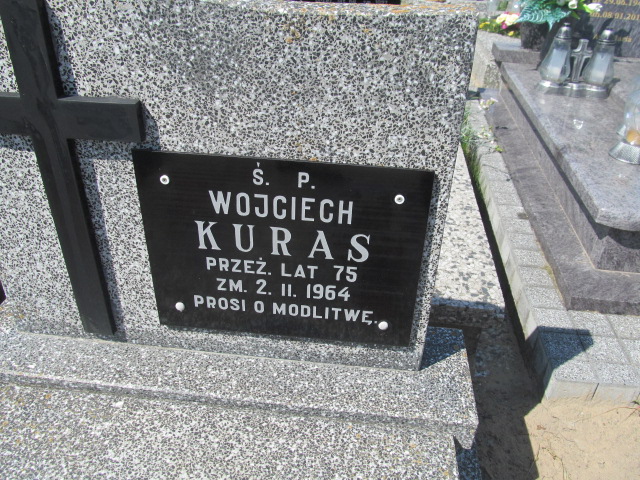 Ś. P.
WOJCIECH
KURAS
PRZEŻ. LAT 75
ZM. 2. II. 1964
PROSI O MODLITWĘ.